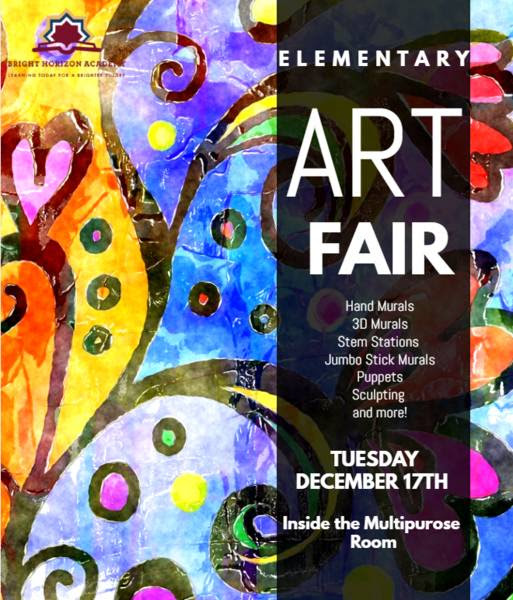 BRIGHT HORIZON ACADEMY
LEARNING TODAY FOR A BRIGHTER FUTURE
ELEMENTARY
ART
FAIR
Hand Murals
3D Murals
Stem Stations
Jumbo Stick Murals
Puppets
Sculpting
and more!
TUESDAY
DECEMBER 17TH
Inside the Multipurose
Room